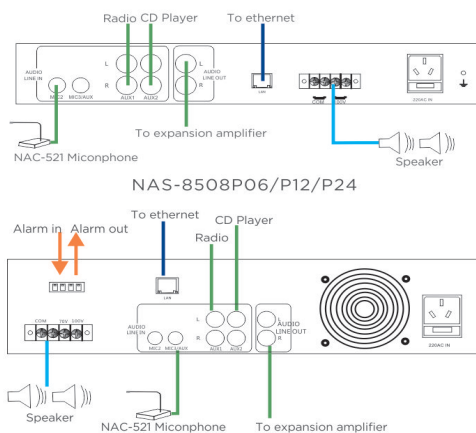 Radio CD Player
To ethernet
L
L
AUDIO
LINE IN
AUDIO
LINE OUT
R
R
MIC2 MIC3/AUX AUX1 AUX2
LAN
COM
220AC IN
To expansion amplifier
NAC-521 Miconphone
Speaker
NAS-8508P06/P12/P24
To ethernet
CD Player
Alarm in Alarm out
Radio
LAN
COM 70V 100V
L
L
AUDIO
LINE IN
AUDIO
LINE OUT
R
R
MIC2 MIC3/AUX AUX1 AUX2
220AC IN
Speaker
NAC-521 Miconphone
To expansion amplifier